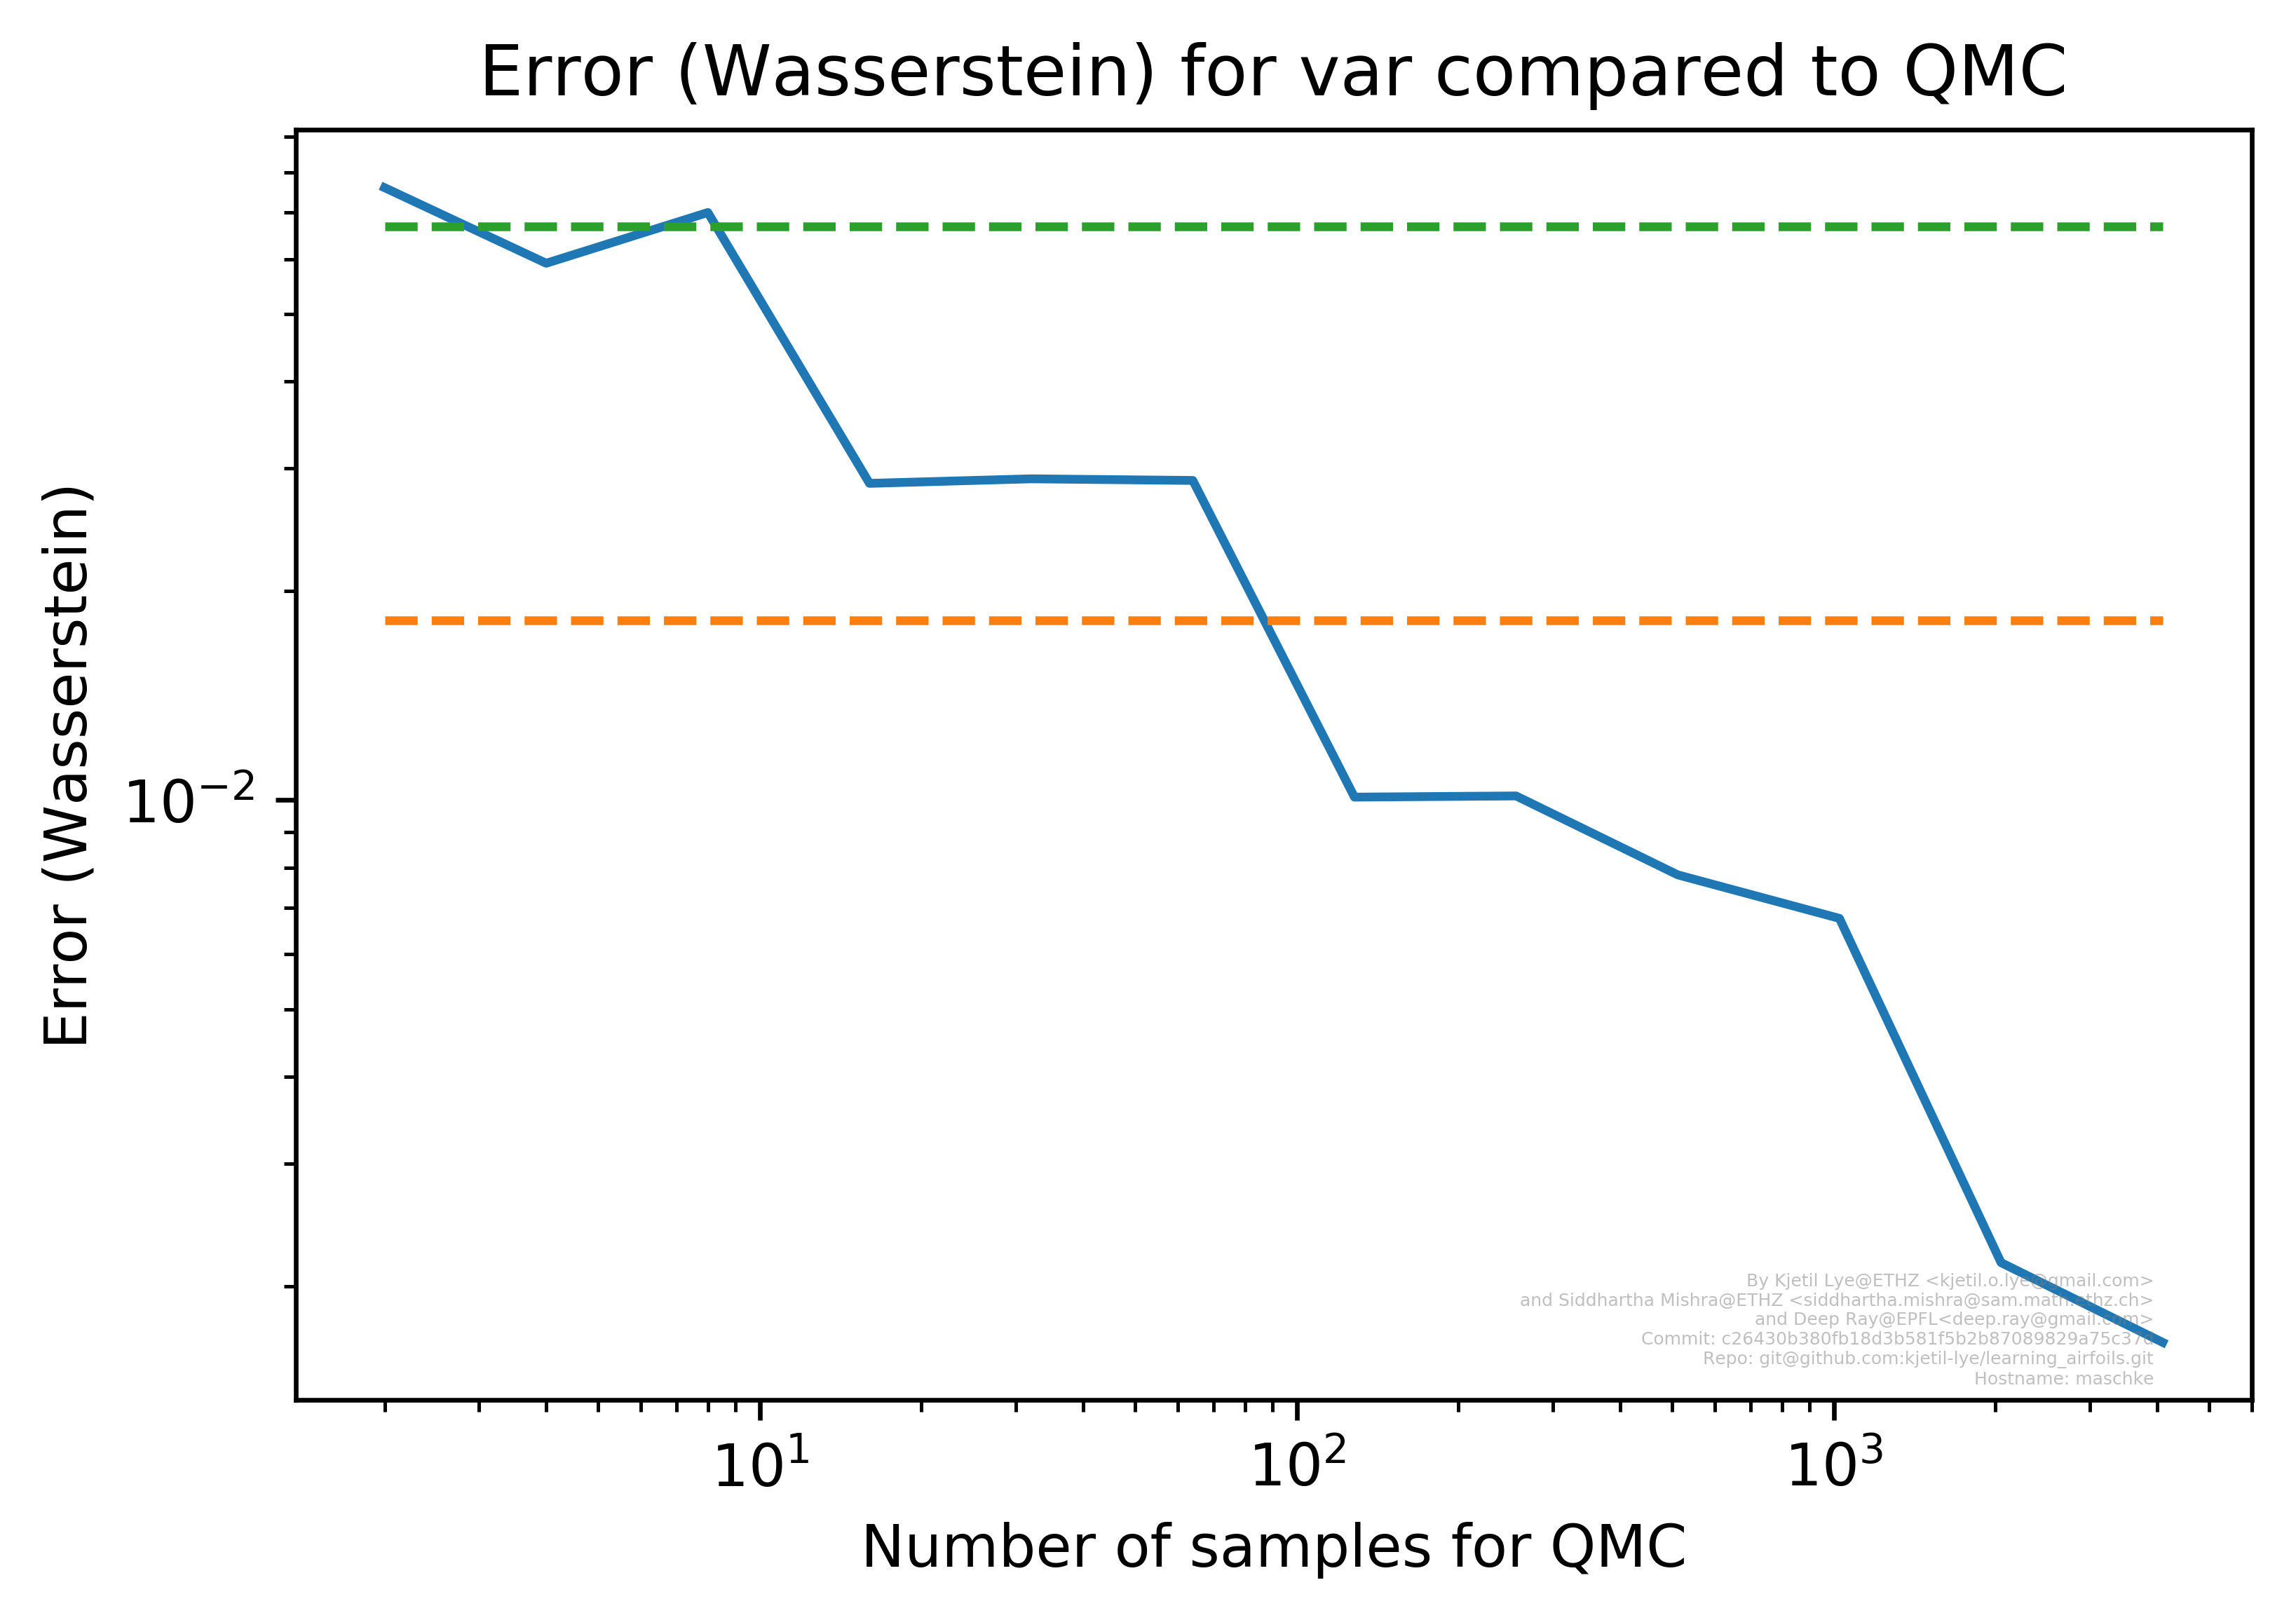 Error (Wasserstein) for var compared to QMC
Error (Wasserstein)
10⁻²
10¹ 10² 10³
Number of samples for QMC
By Kjetil Lye@ETHZ <kjetil.o.lye@gmail.com>
and Siddhartha Mishra@ETHZ <siddhartha.mishra@sam.math.ethz.ch>
and Deep Ray@EPFL<deep.ray@gmail.com>
Commit: c26430b380fb18d3b581f5b2b87089829a75c37d
Repo: git@github.com:kjetil-lye/learning_airfoils.git
Hostname: maschke